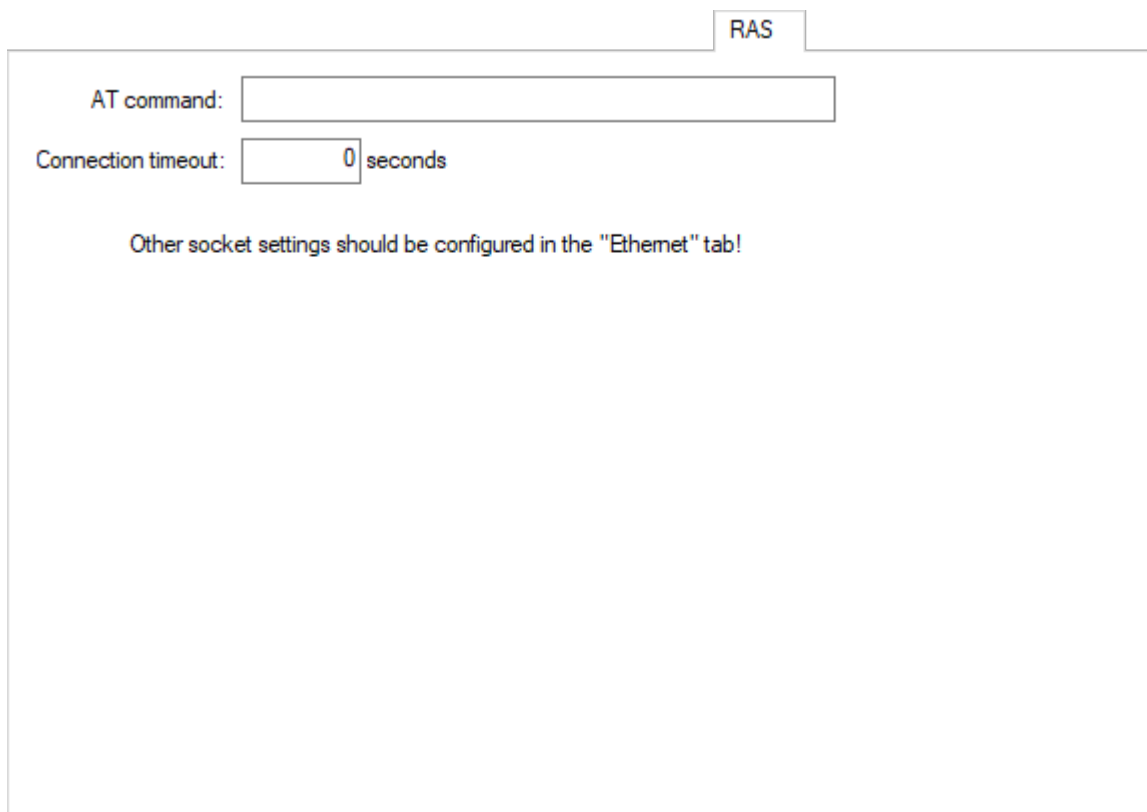 RAS
AT command:
Connection timeout: 0 seconds
Other socket settings should be configured in the "Ethernet" tab!